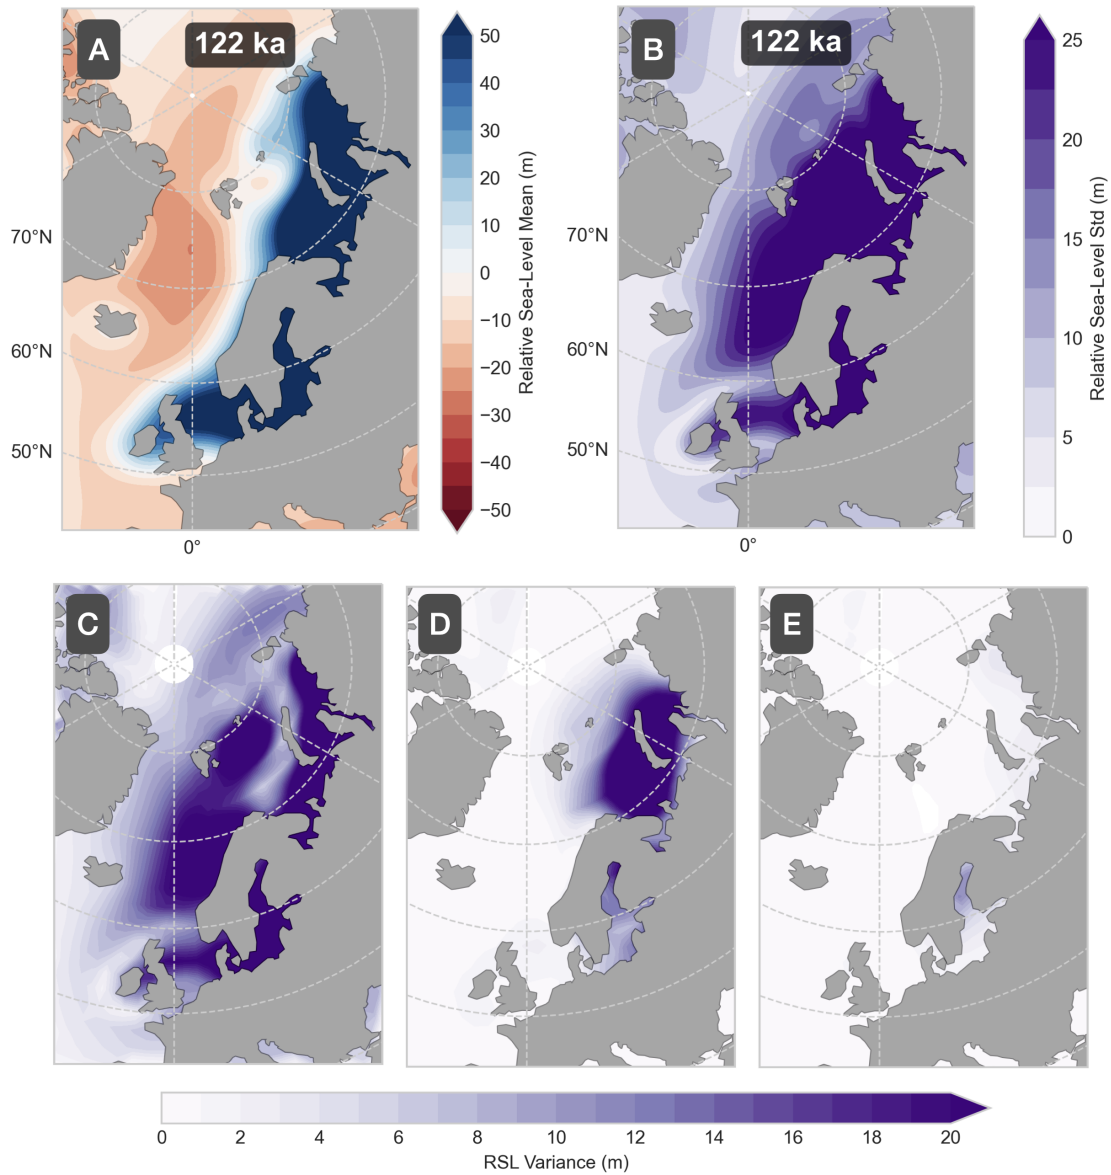 A
122 ka
70°N
60°N
50°N
0°
50
40
30
20
10
0
−10
−20
−30
−40
−50
Relative Sea-Level Mean (m)
B
122 ka
70°N
60°N
50°N
0°
25
20
15
10
5
0
Relative Sea-Level Std (m)
C
D
E
0 2 4 6 8 10 12 14 16 18 20
RSL Variance (m)